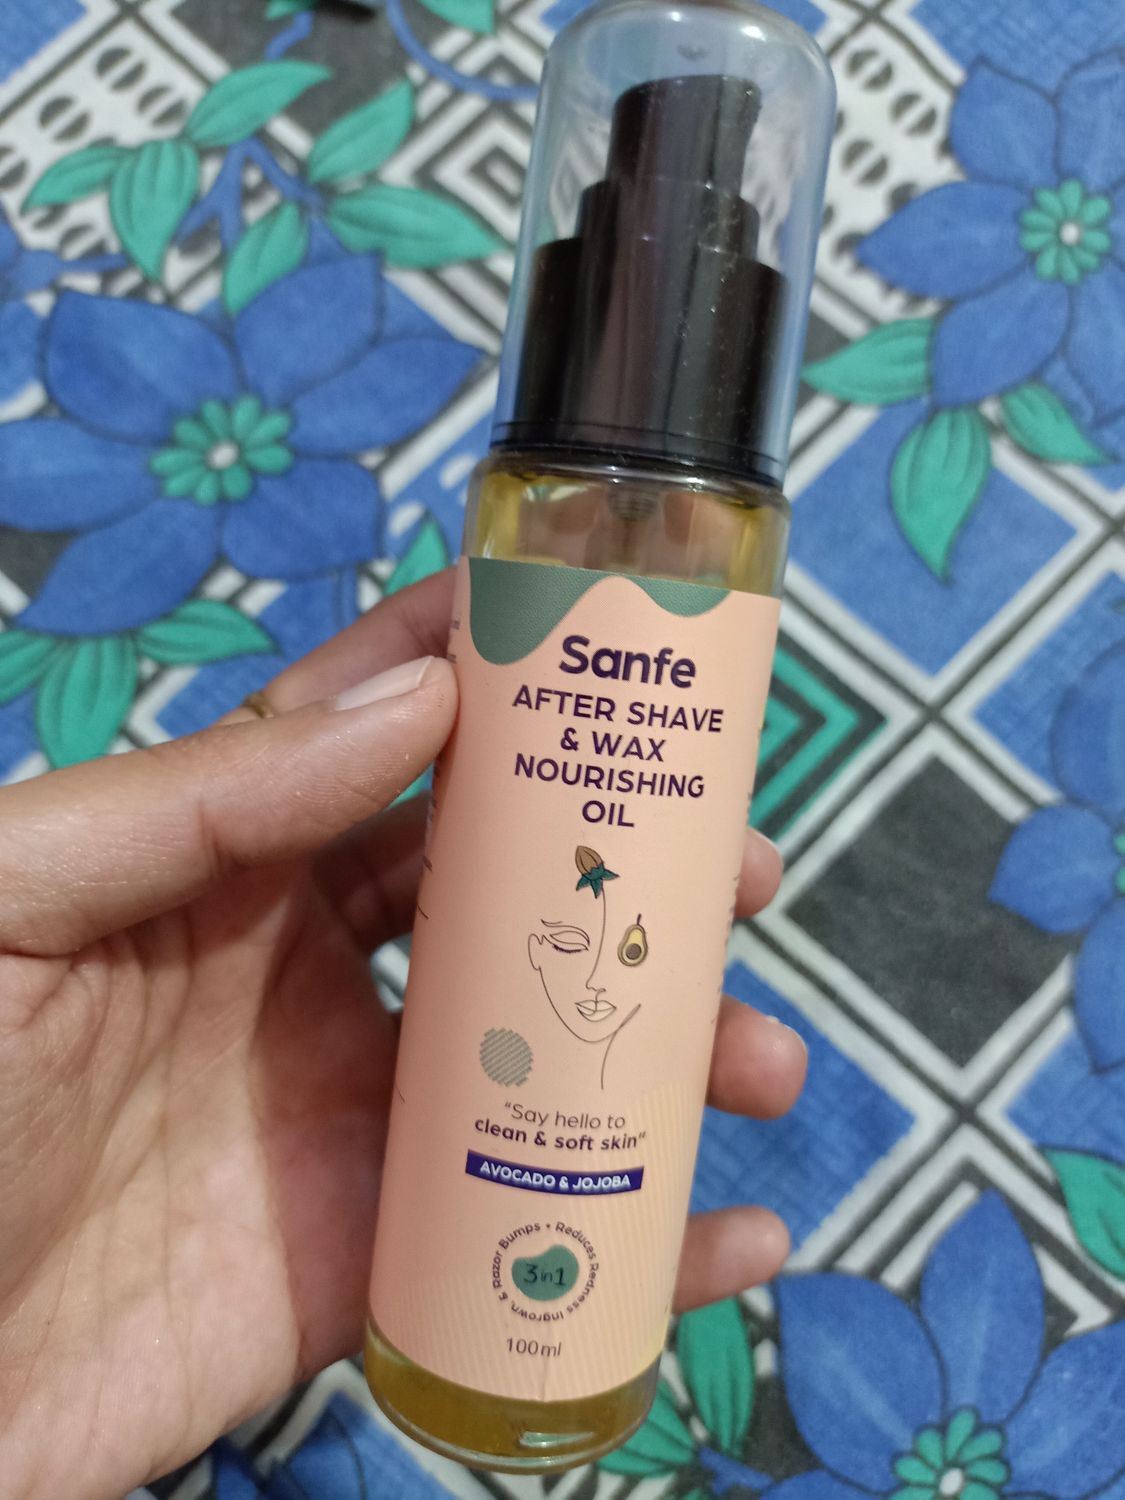 Sanfe
AFTER SHAVE
& WAX
NOURISHING
OIL
"Say hello to
clean & soft skin"
AVOCADO & JOJOBA
Reduces Redness Ingrown, & Razor Bumps •
3in1
100ml